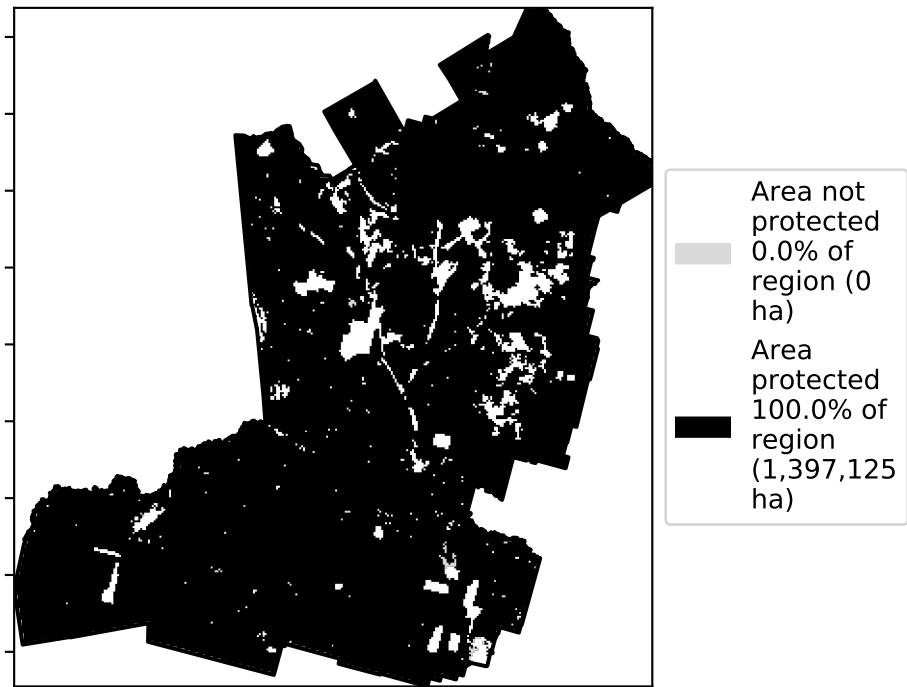 Area not
protected
0.0% of
region (0
ha)
Area
protected
100.0% of
region
(1,397,125
ha)